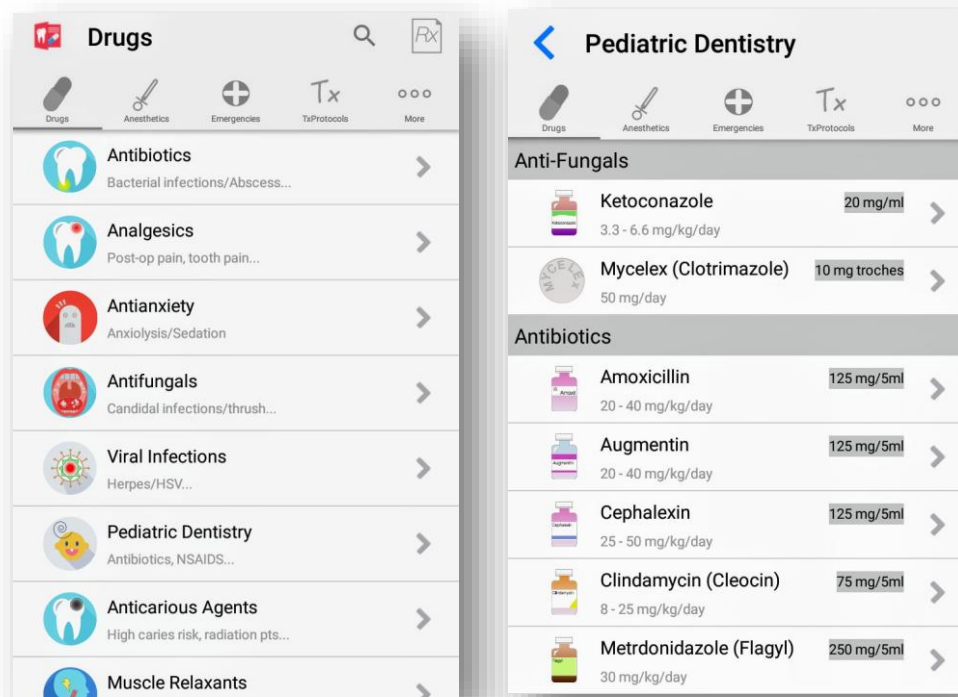 Drugs
Rx
Drugs
Anesthetics
Emergencies
TxProtocols
More
Antibiotics
Bacterial infections/Abscess...
Analgesics
Post-op pain, tooth pain...
Antianxiety
Anxiolysis/Sedation
Antifungals
Candidal infections/thrush...
Viral Infections
Herpes/HSV...
Pediatric Dentistry
Antibiotics, NSAIDS...
Anticarious Agents
High caries risk, radiation pts...
Muscle Relaxants
Pediatric Dentistry
Tx
Drugs
Anesthetics
Emergencies
TxProtocols
More
Anti-Fungals
Ketoconazole
20 mg/ml
3.3 - 6.6 mg/kg/day
MYCELEX
Mycelex (Clotrimazole)
10 mg troches
50 mg/day
Antibiotics
Amoxicillin
125 mg/5ml
20 - 40 mg/kg/day
Augmentin
Augmentin
125 mg/5ml
20 - 40 mg/kg/day
Cephalexin
125 mg/5ml
25 - 50 mg/kg/day
Clindamycin (Cleocin)
75 mg/5ml
8 - 25 mg/kg/day
Metrdonidazole (Flagyl)
250 mg/5ml
30 mg/kg/day